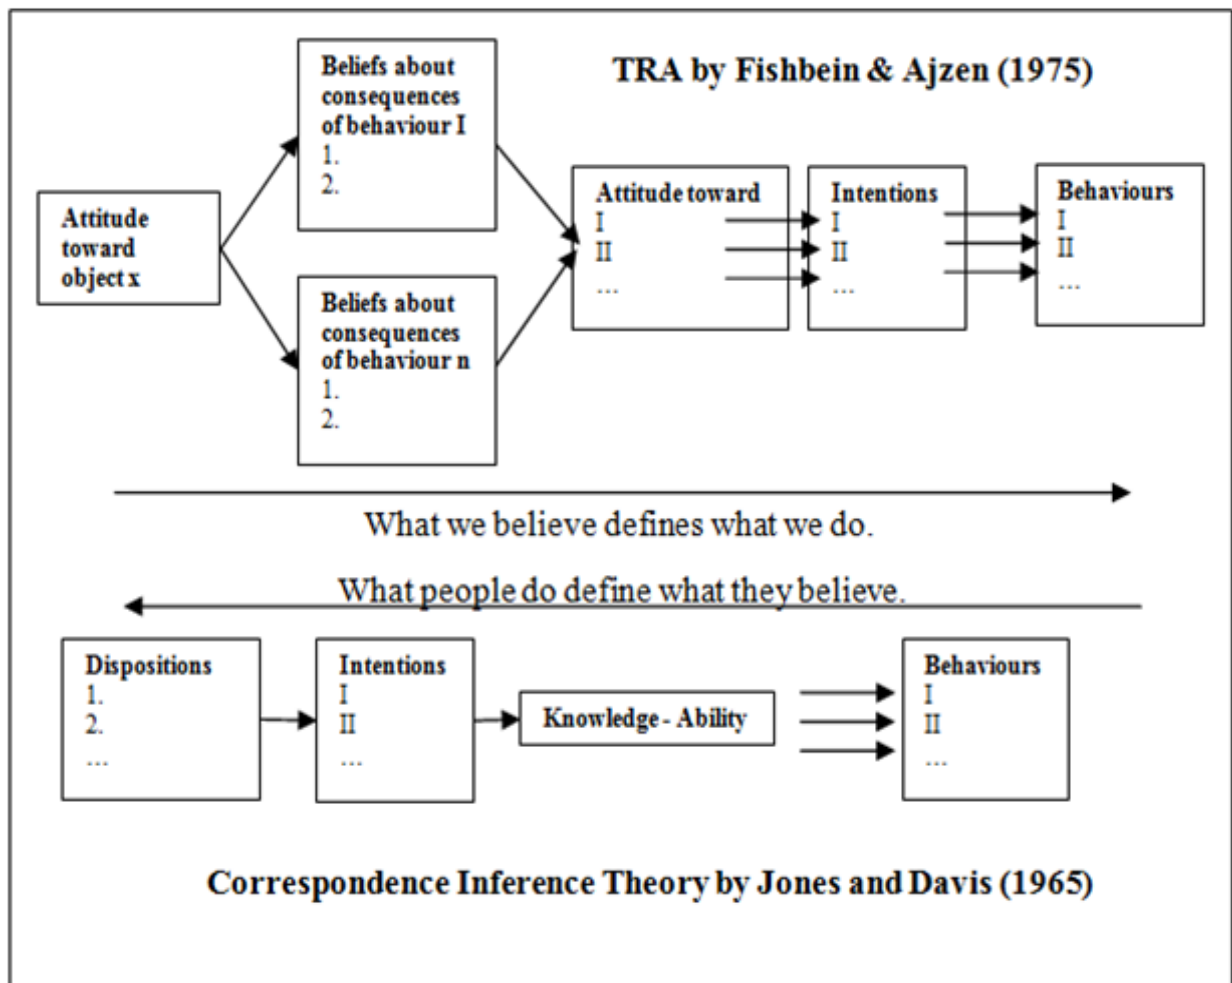 TRA by Fishbein & Ajzen (1975)
Attitude
toward
object x
Beliefs about
consequences
of behaviour I
1.
2.
Beliefs about
consequences
of behaviour n
1.
2.
Attitude toward
I
II
…
Intentions
I
II
…
Behaviours
I
II
…
What we believe defines what we do.
What people do define what they believe.
Dispositions
1.
2.
…
Intentions
I
II
…
Knowledge - Ability
Behaviours
I
II
…
Correspondence Inference Theory by Jones and Davis (1965)